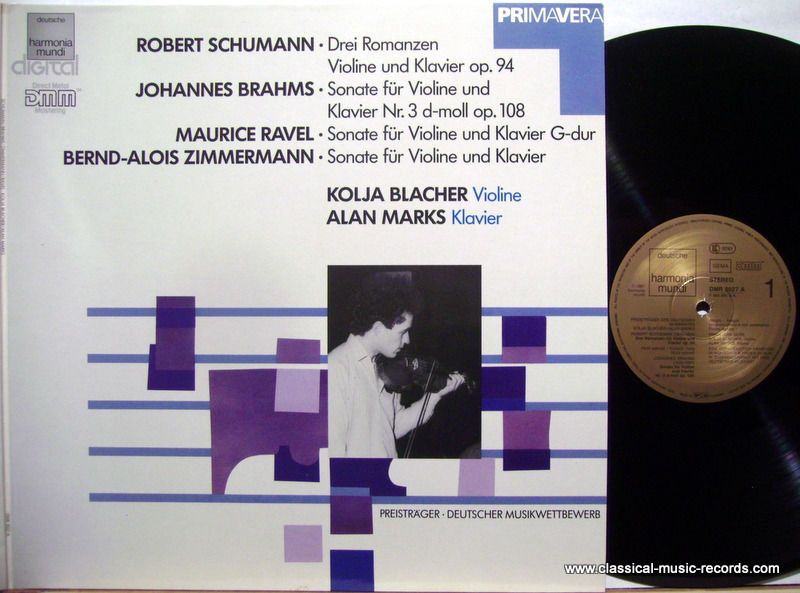 deutsche
harmonia
mundi
digital
Direct Metal
DMM
Mastering
PRIMAVERA
ROBERT SCHUMANN · Drei Romanzen
Violine und Klavier op. 94
JOHANNES BRAHMS · Sonate für Violine und
Klavier Nr. 3 d-moll op. 108
MAURICE RAVEL · Sonate für Violine und Klavier G-dur
BERND-ALOIS ZIMMERMANN · Sonate für Violine und Klavier
KOLJA BLACHER Violine
ALAN MARKS Klavier
PREISTRÄGER · DEUTSCHER MUSIKWETTBEWERB
deutsche
harmonia
mundi
GEMA
STEREO
1
www.classical-music-records.com